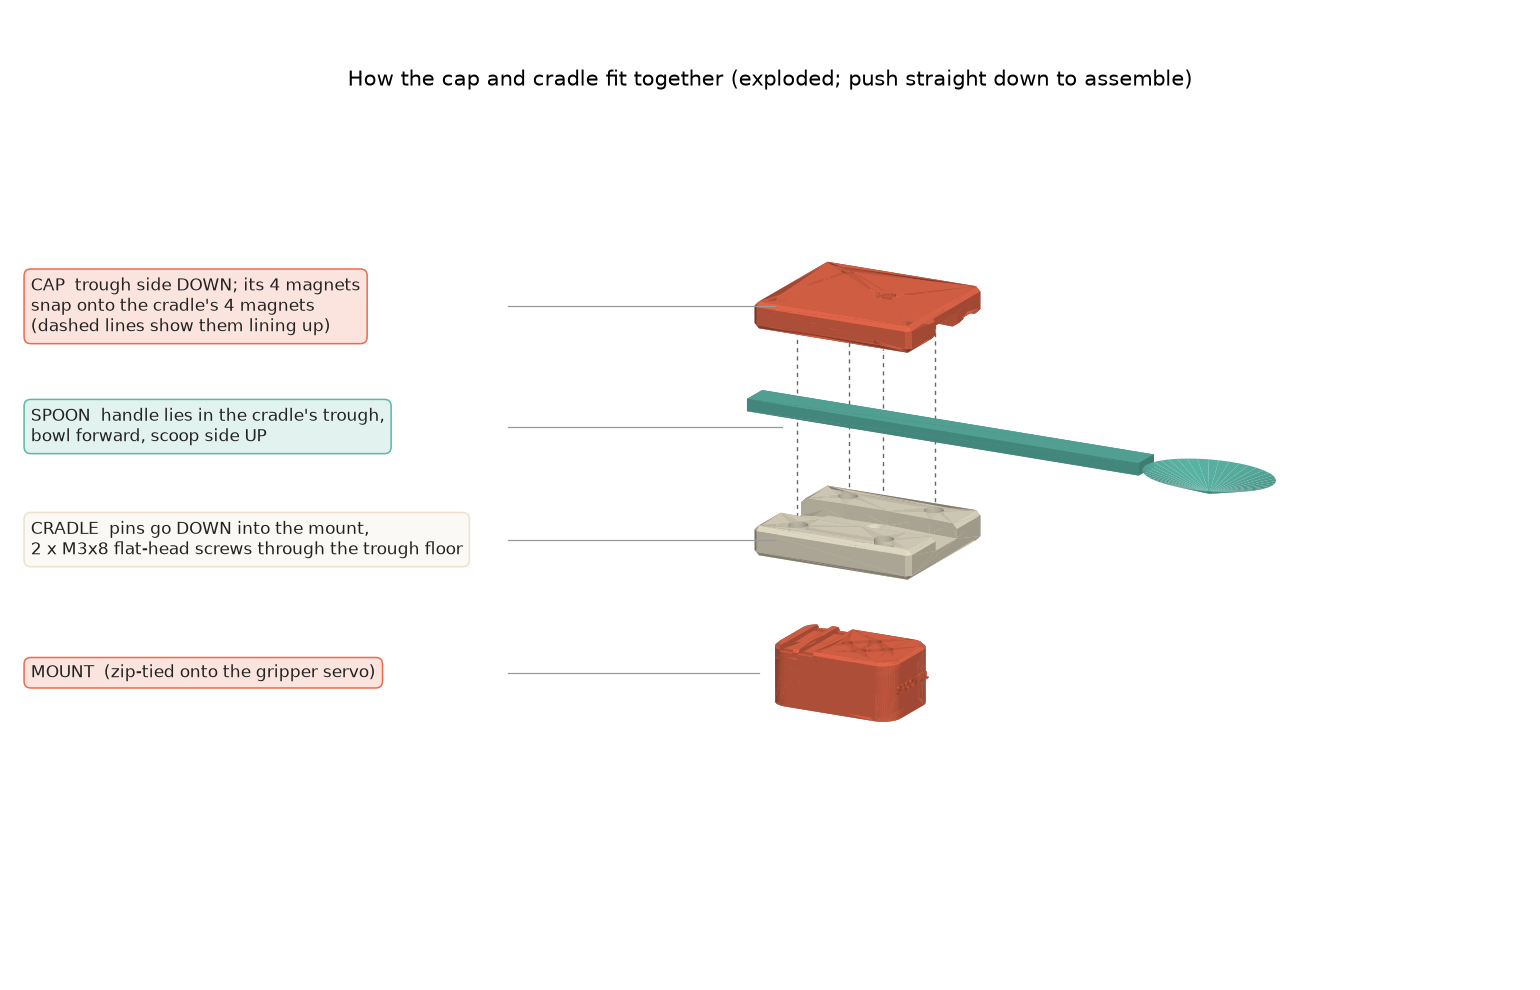 How the cap and cradle fit together (exploded; push straight down to assemble)
CAP  trough side DOWN; its 4 magnets
snap onto the cradle's 4 magnets
(dashed lines show them lining up)
SPOON  handle lies in the cradle's trough,
bowl forward, scoop side UP
CRADLE  pins go DOWN into the mount,
2 x M3x8 flat-head screws through the trough floor
MOUNT  (zip-tied onto the gripper servo)